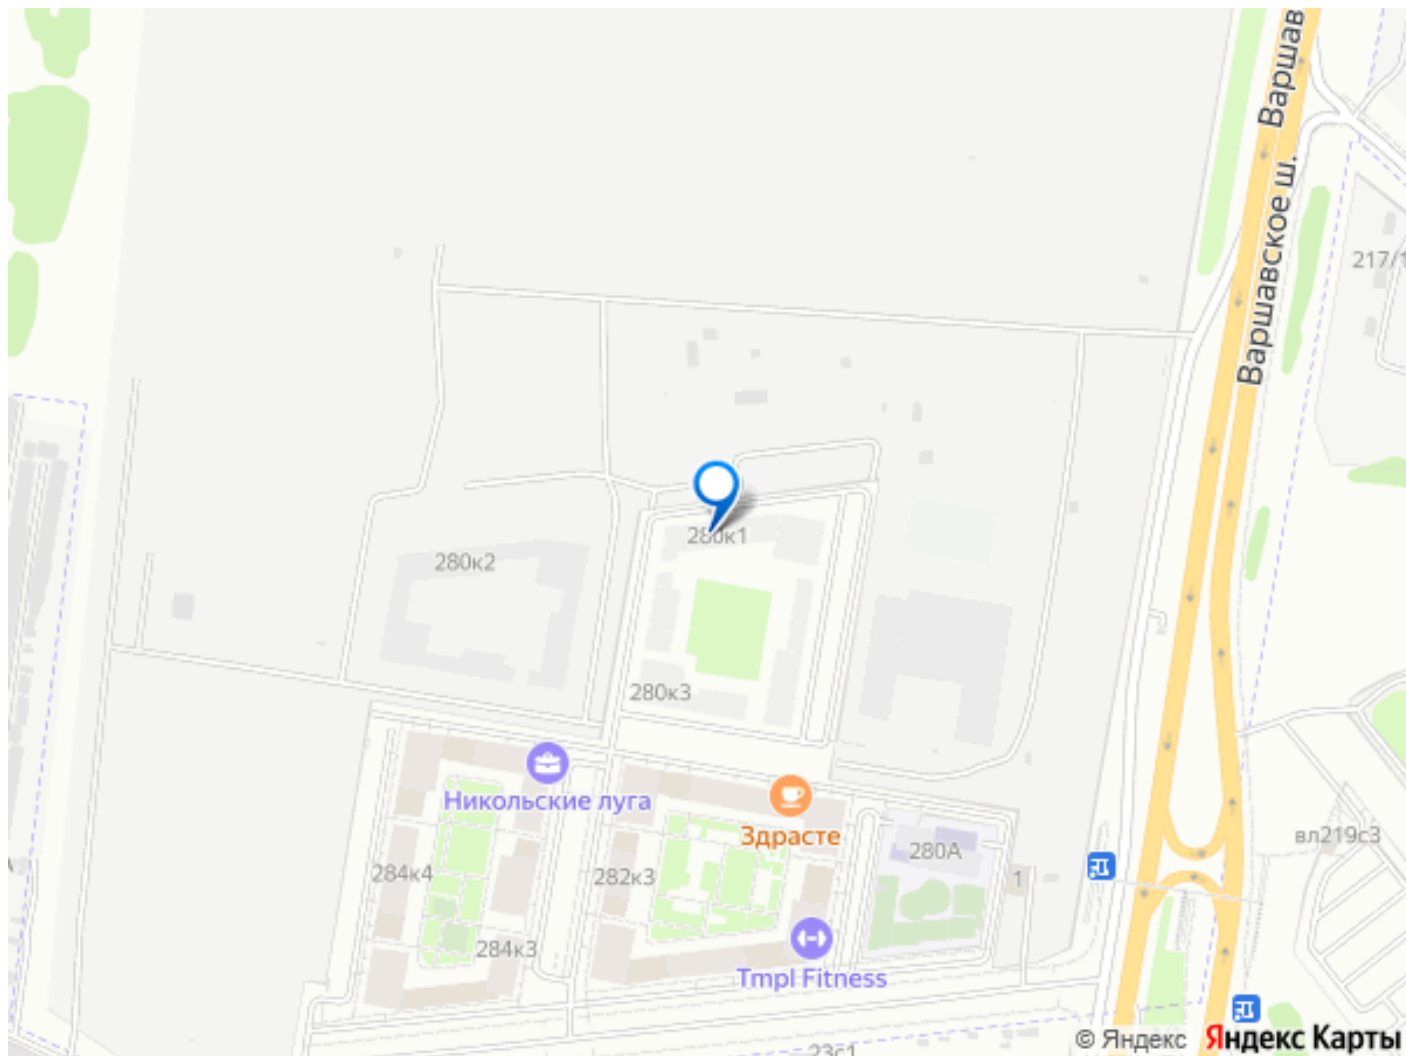 Варшав
Варшавское ш.
217/1
280к1
280к2
280к3
Никольские луга
Здрасте
280А
вл219с3
284к4
282к3
1
284к3
Tmpl Fitness
23с1
© Яндекс
Яндекс Карты